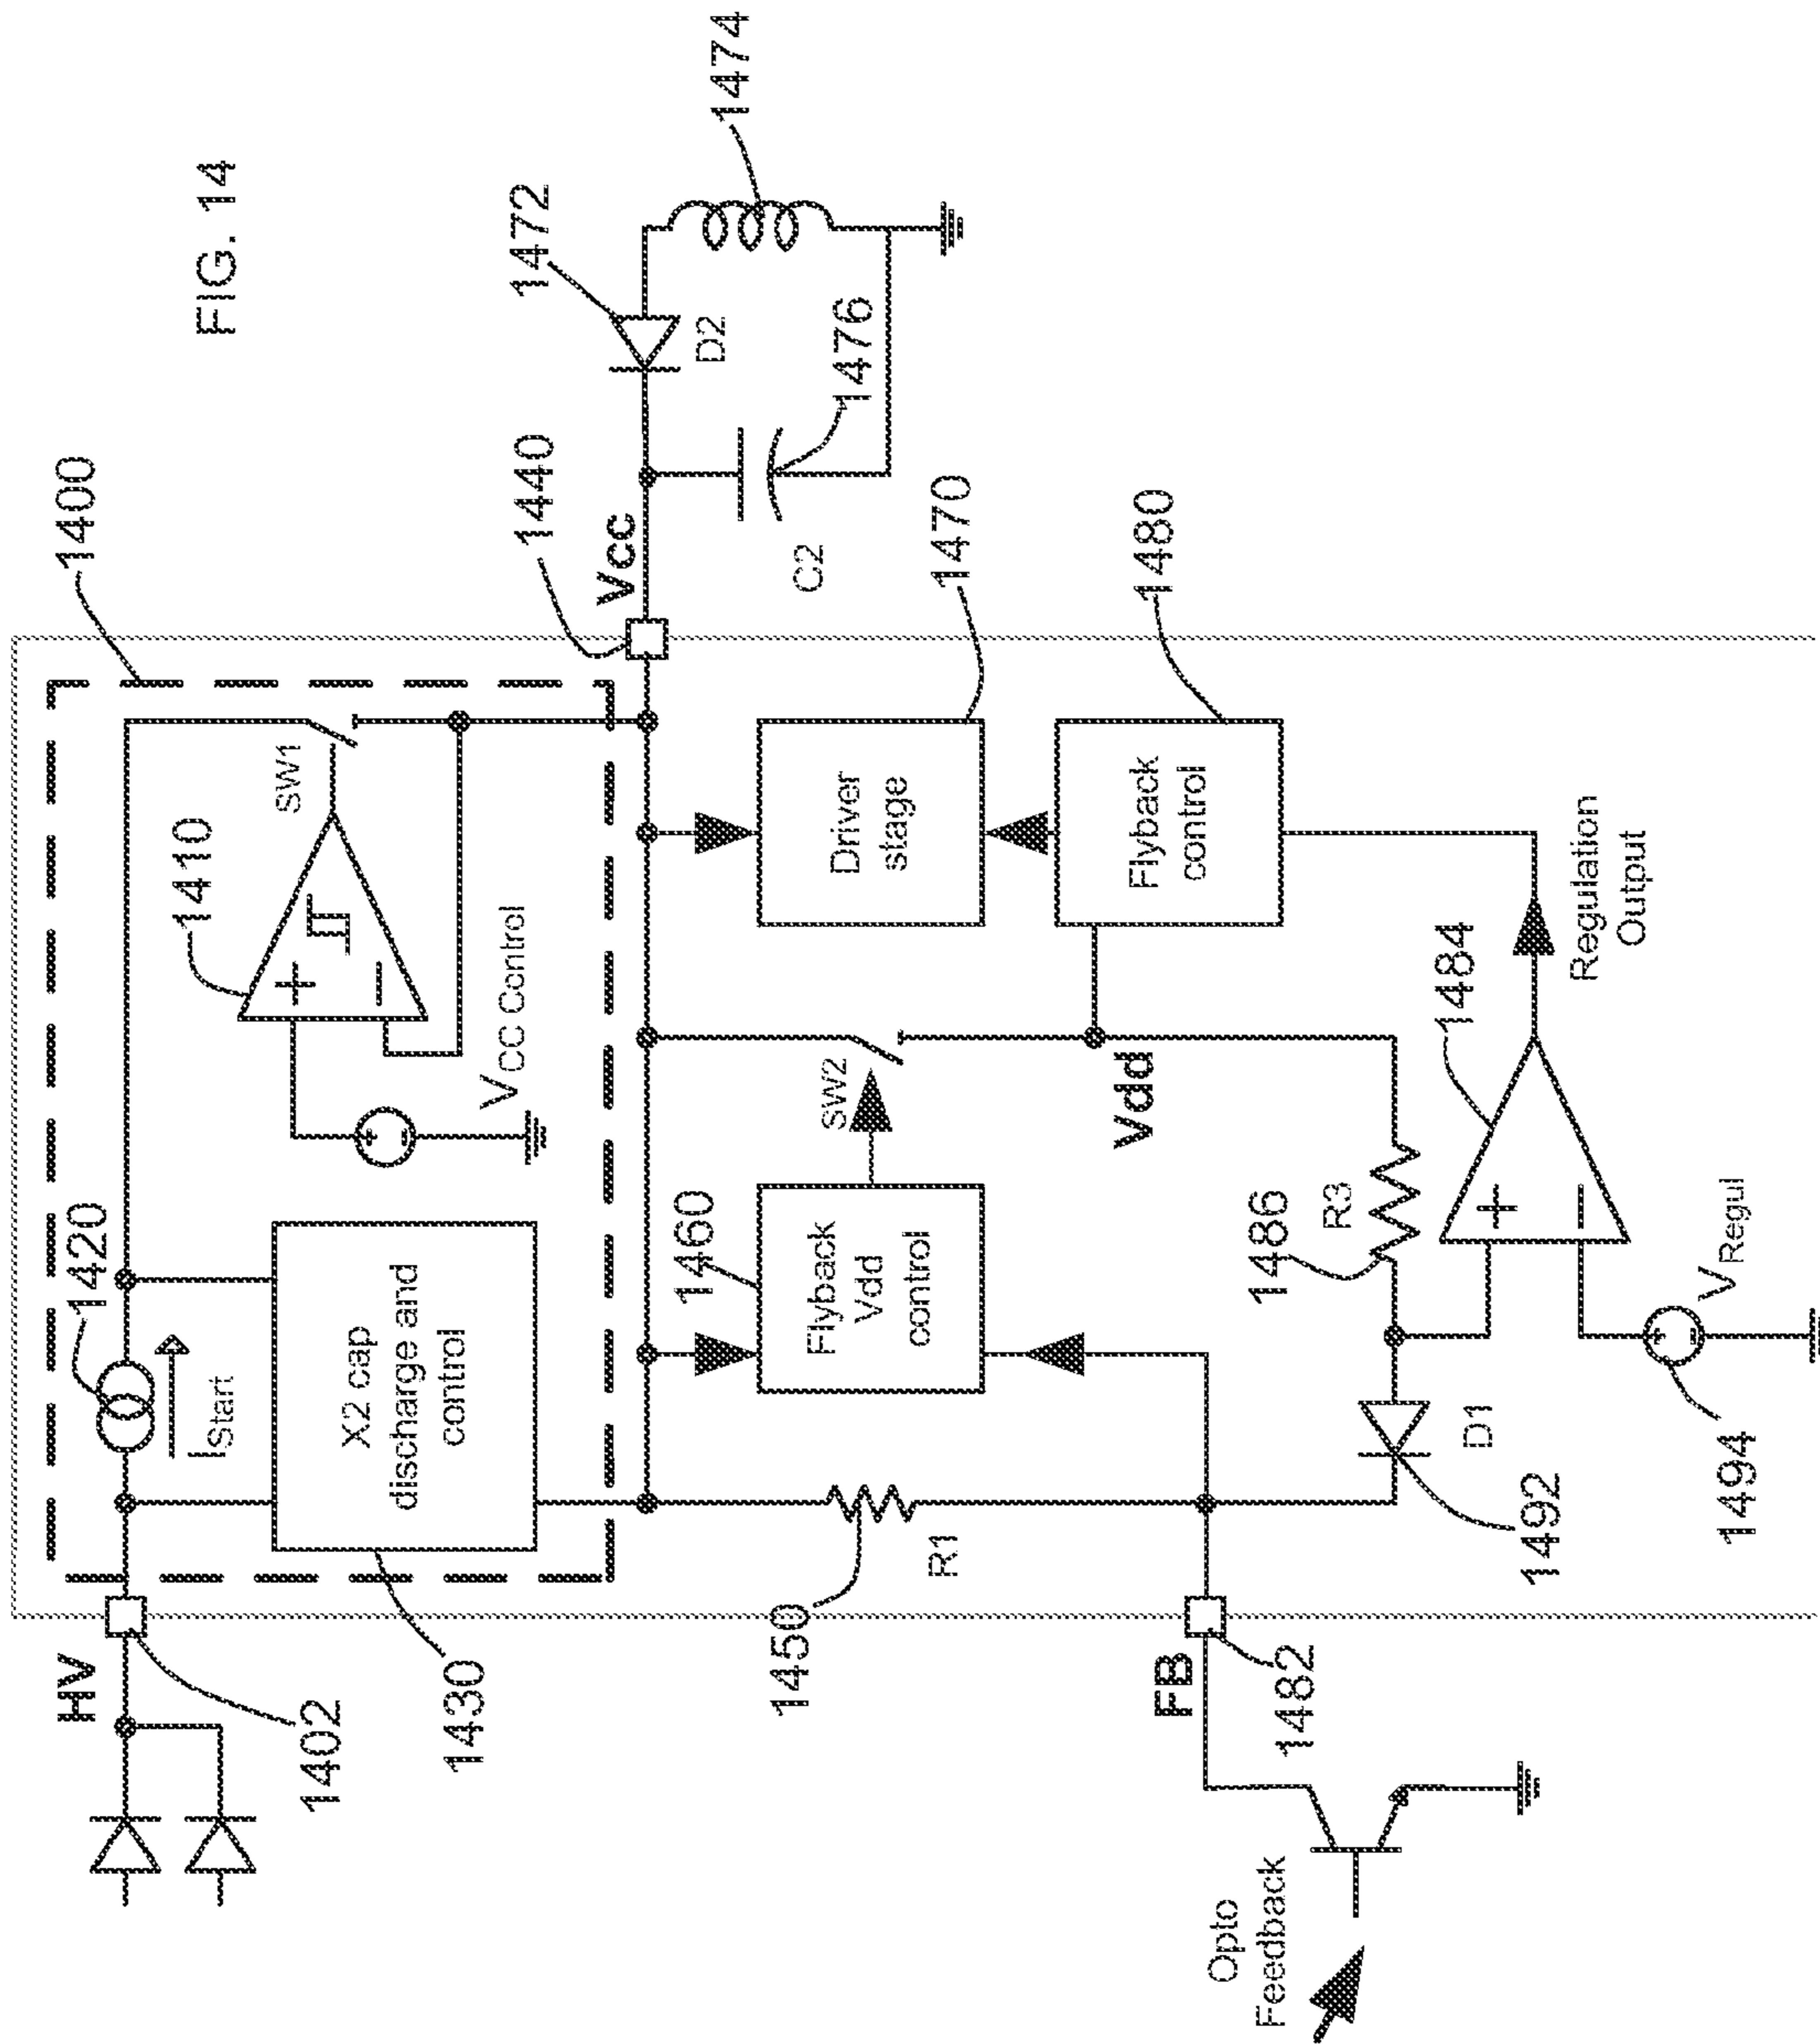 FIG. 14
1400
HV
1402
1420
IStart
X2 cap
discharge and
control
1430
1410
SW1
VCC Control
1440
Vcc
1472
D2
1474
C2
1476
1450
R1
1460
Flyback
Vdd
control
SW2
Vdd
Driver
stage
1470
Flyback
control
1480
FB
1482
Opto
Feedback
1486
R3
D1
1492
1484
VRegul
1494
Regulation
Output
+
−
+
−